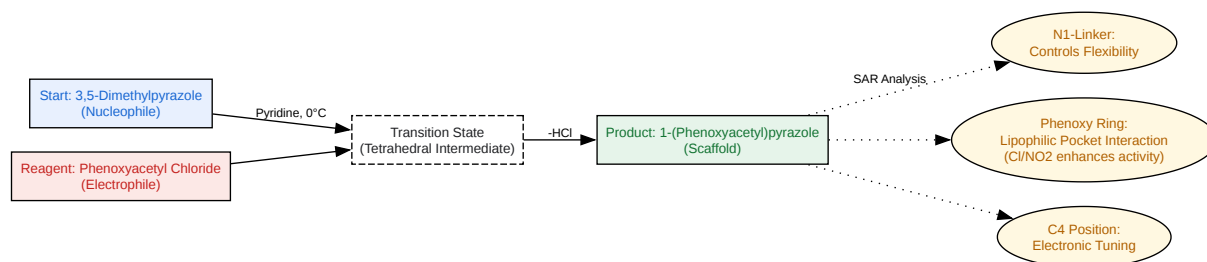 Start: 3,5-Dimethylpyrazole
(Nucleophile)
Reagent: Phenoxyacetyl Chloride
(Electrophile)
Pyridine, 0°C
Transition State
(Tetrahedral Intermediate)
-HCl
Product: 1-(Phenoxyacetyl)pyrazole
(Scaffold)
SAR Analysis
N1-Linker:
Controls Flexibility
Phenoxy Ring:
Lipophilic Pocket Interaction
(Cl/NO2 enhances activity)
C4 Position:
Electronic Tuning